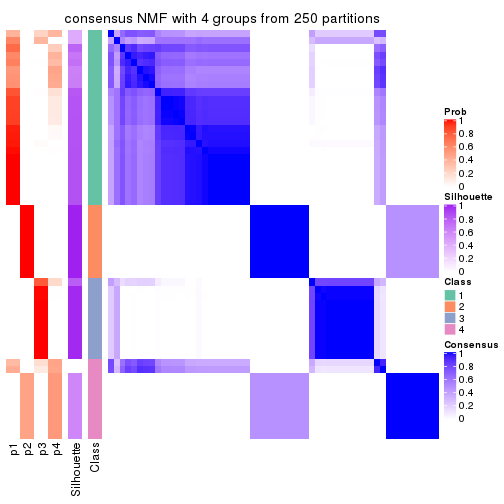 consensus NMF with 4 groups from 250 partitions
Prob
1
0.8
0.6
0.4
0.2
0
Silhouette
1
0.8
0.6
0.4
0.2
0
Class
1
2
3
4
Consensus
1
0.8
0.6
0.4
0.2
0
p1
p2
p3
p4
Silhouette
Class